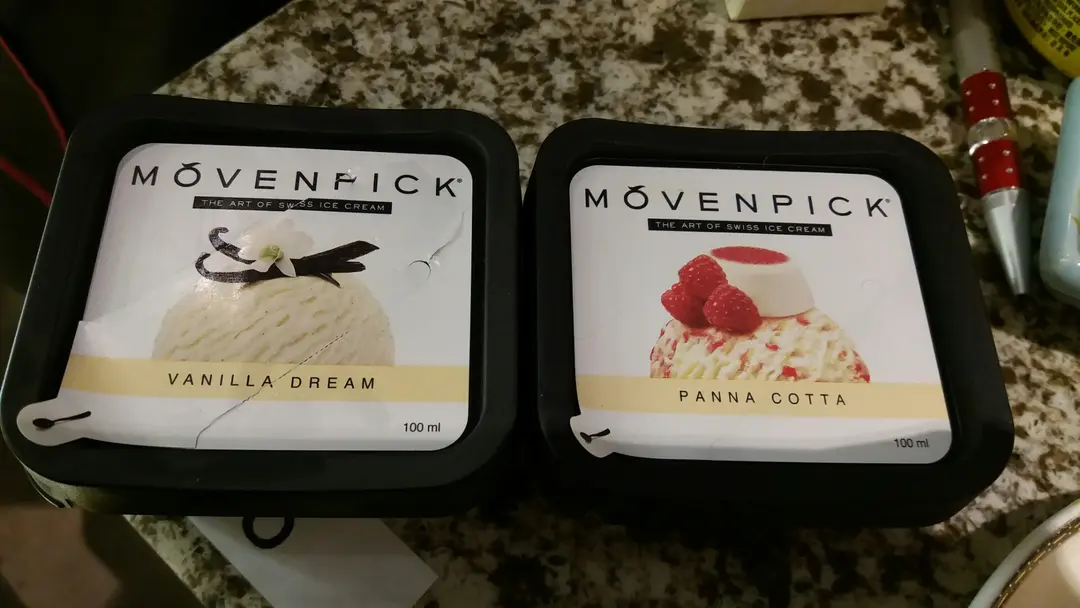 MÖVENPICK®
THE ART OF SWISS ICE CREAM
VANILLA DREAM
100 ml
MÖVENPICK®
THE ART OF SWISS ICE CREAM
PANNA COTTA
100 ml